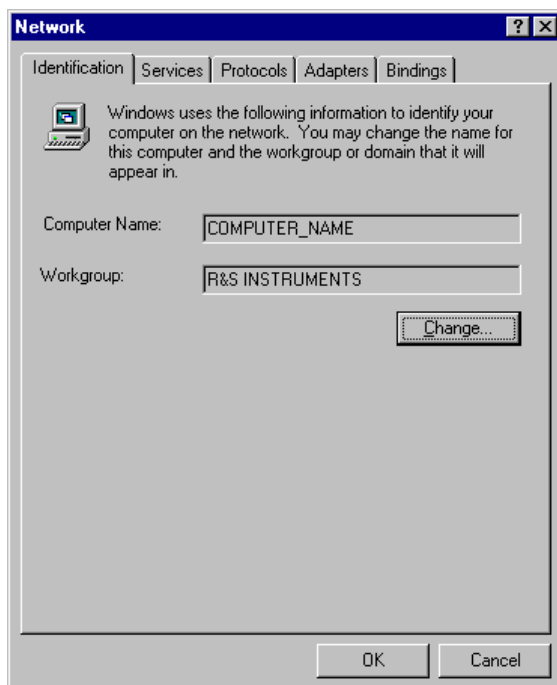 Network
Identification Services Protocols Adapters Bindings
Windows uses the following information to identify your
computer on the network. You may change the name for
this computer and the workgroup or domain that it will
appear in.
Computer Name: COMPUTER_NAME
Workgroup: R&S INSTRUMENTS
Change...
OK Cancel